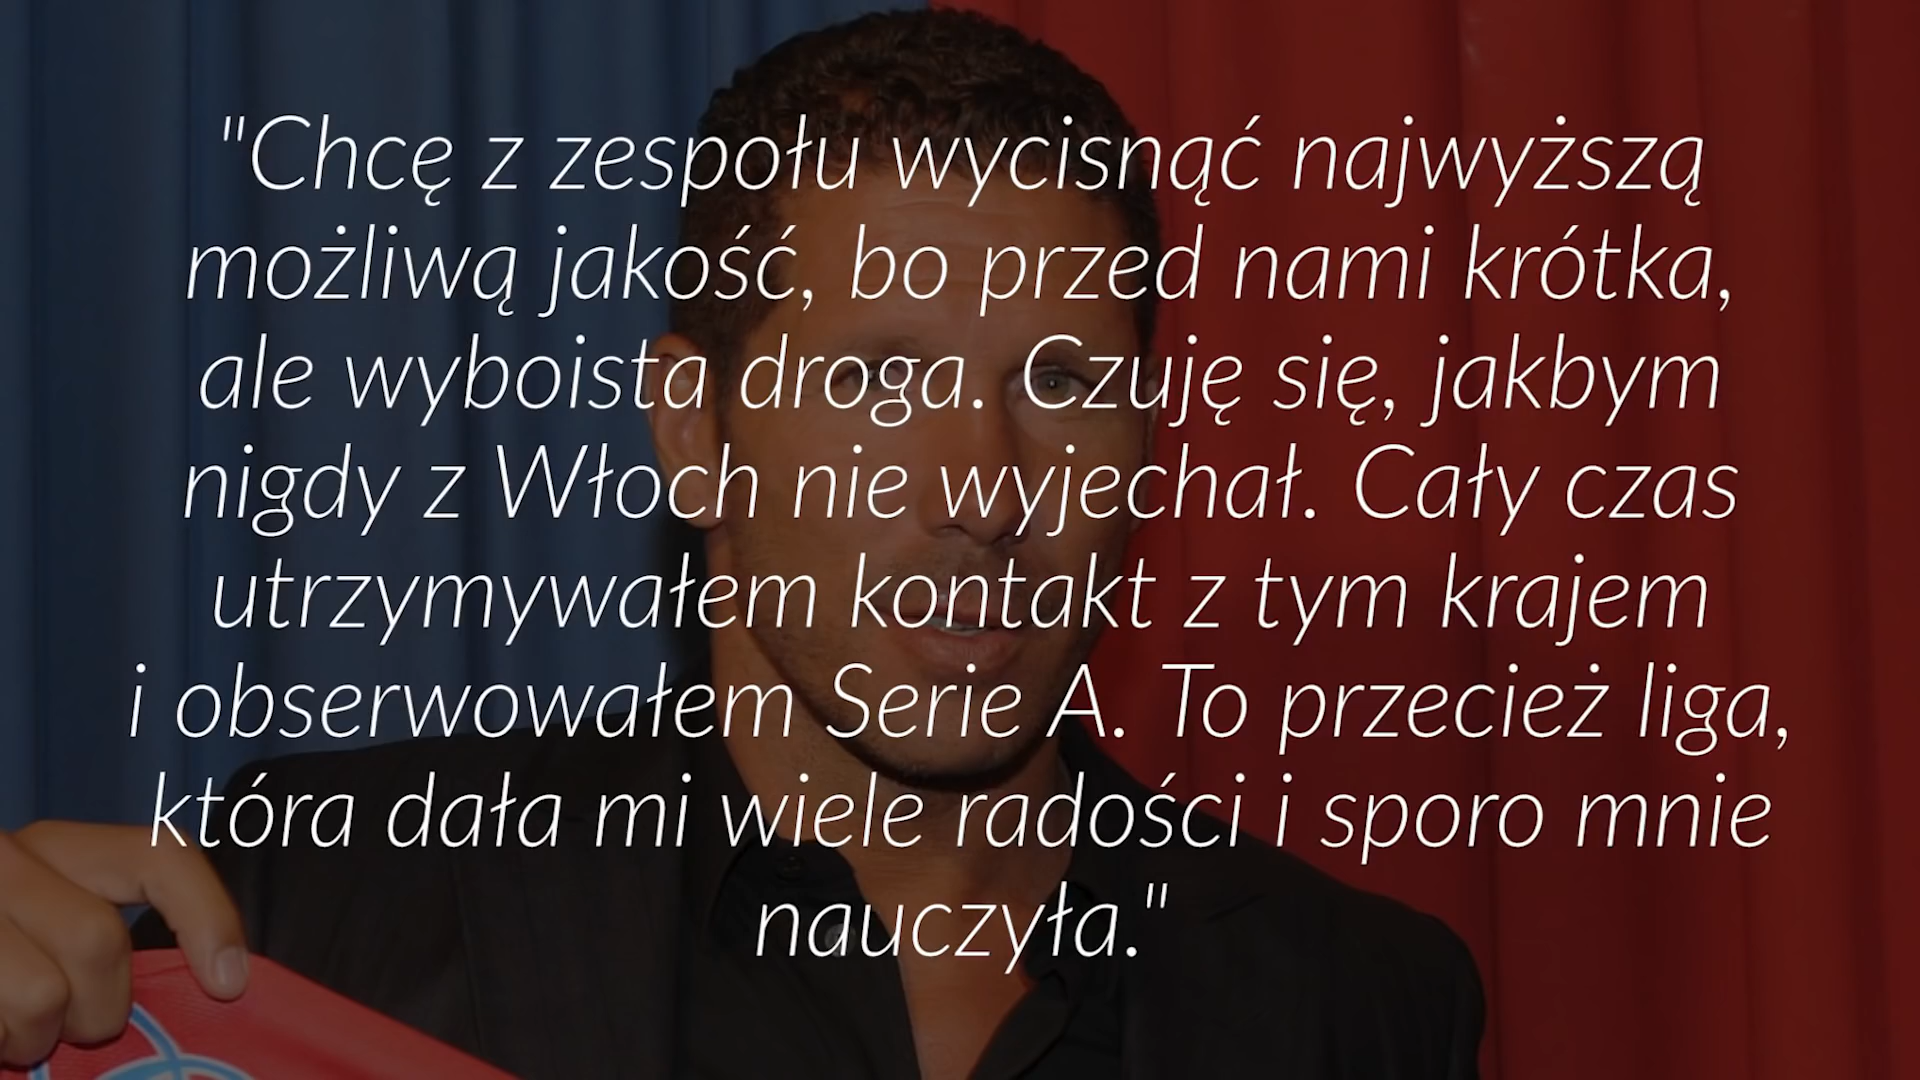 "Chcę z zespołu wycisnąć najwyższą
możliwą jakość, bo przed nami krótka,
ale wyboista droga. Czuję się, jakbym
nigdy z Włoch nie wyjechał. Cały czas
utrzymywałem kontakt z tym krajem
i obserwowałem Serie A. To przecież liga,
która dała mi wiele radości i sporo mnie
nauczyła."